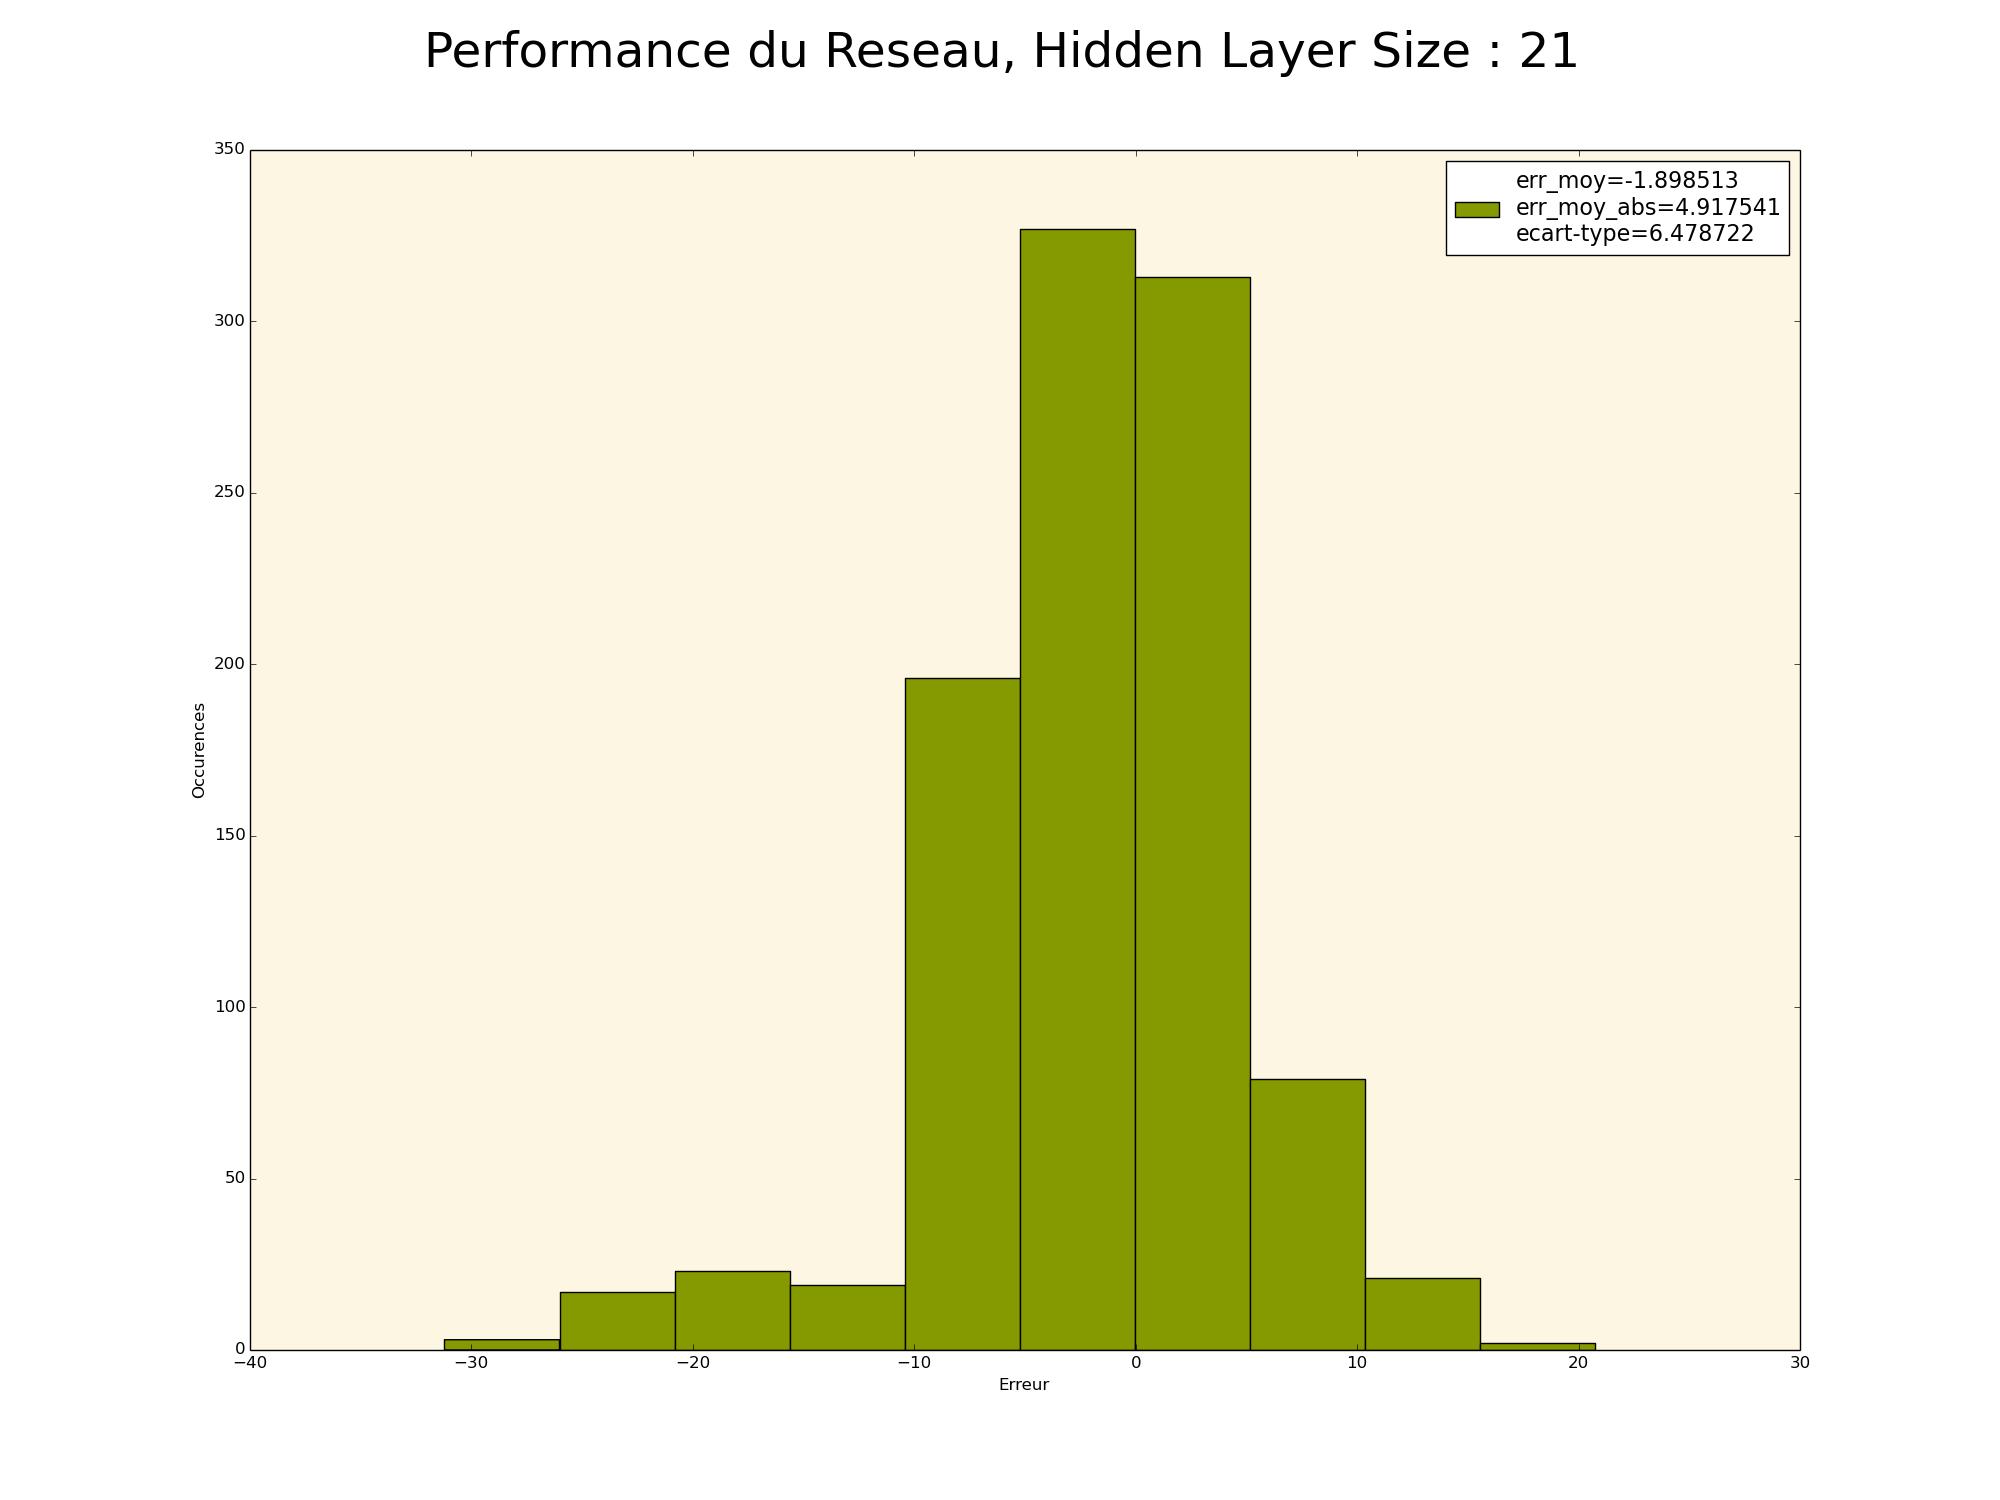 Performance du Reseau, Hidden Layer Size : 21
350
300
250
200
150
100
50
0
Occurences
err_moy=-1.898513
err_moy_abs=4.917541
ecart-type=6.478722
−40 −30 −20 −10 0 10 20 30
Erreur